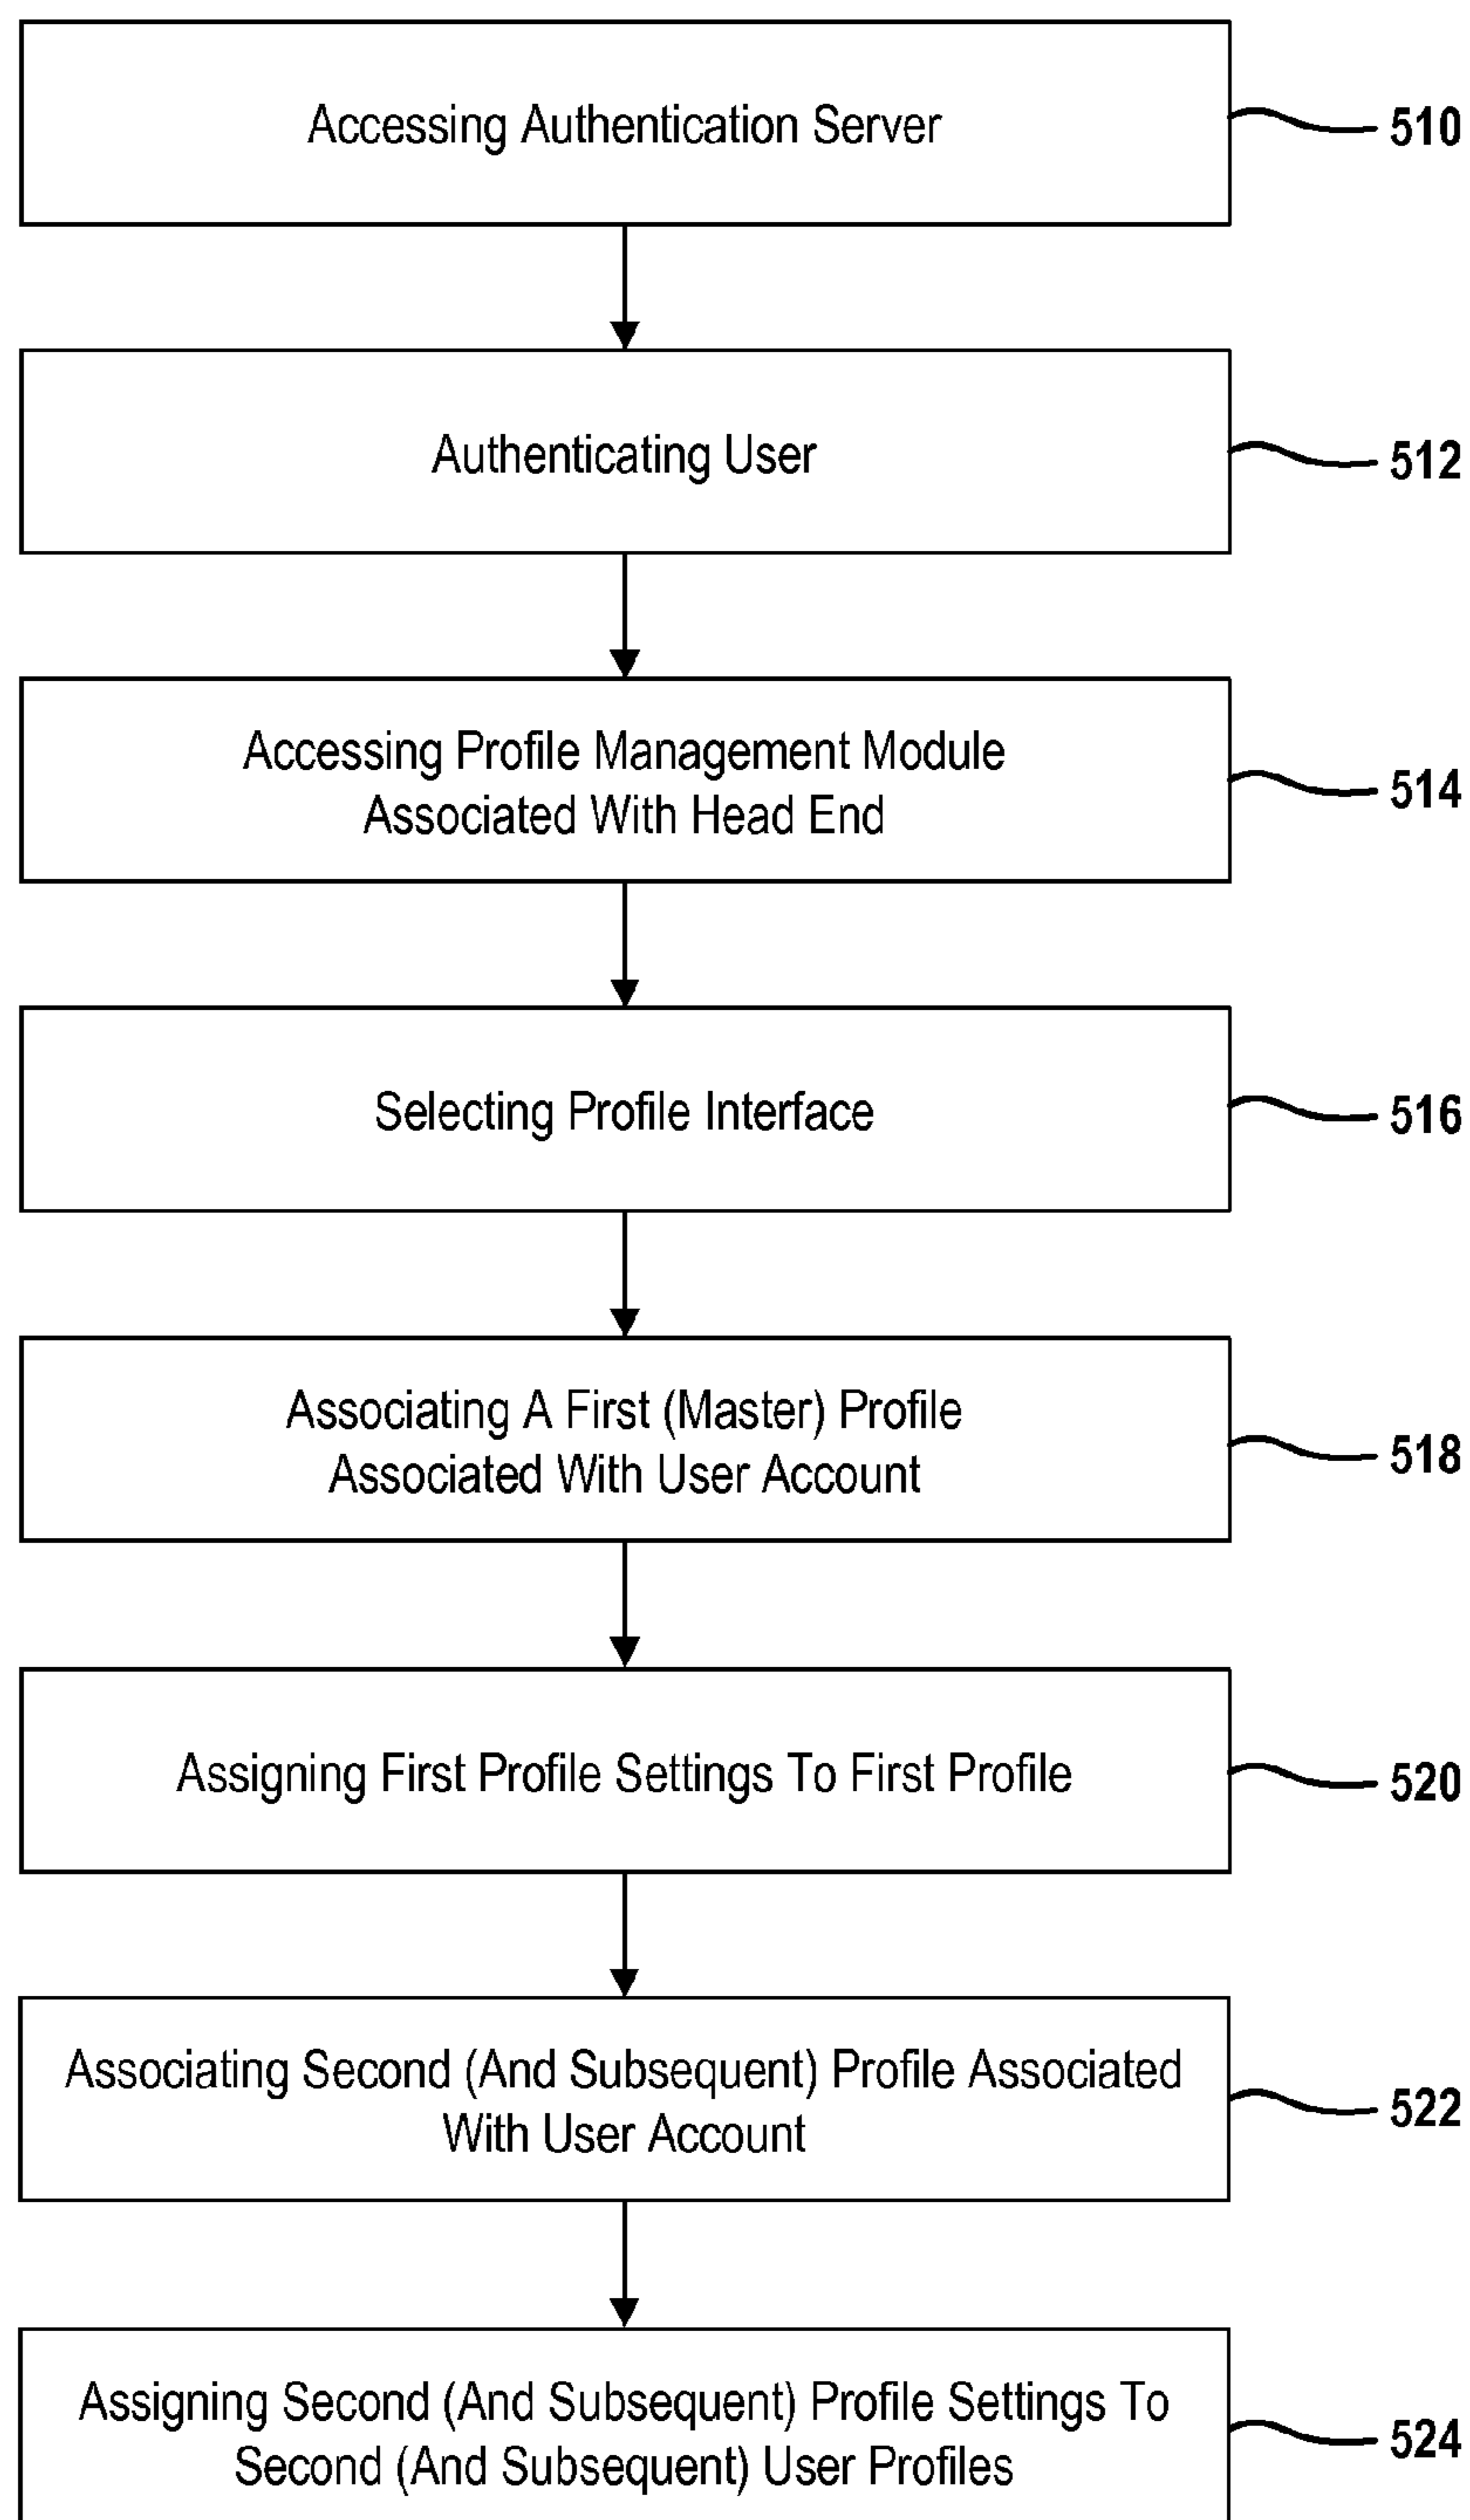 Accessing Authentication Server
510
Authenticating User
512
Accessing Profile Management Module
Associated With Head End
514
Selecting Profile Interface
516
Associating A First (Master) Profile
Associated With User Account
518
Assigning First Profile Settings To First Profile
520
Associating Second (And Subsequent) Profile Associated
With User Account
522
Assigning Second (And Subsequent) Profile Settings To
Second (And Subsequent) User Profiles
524